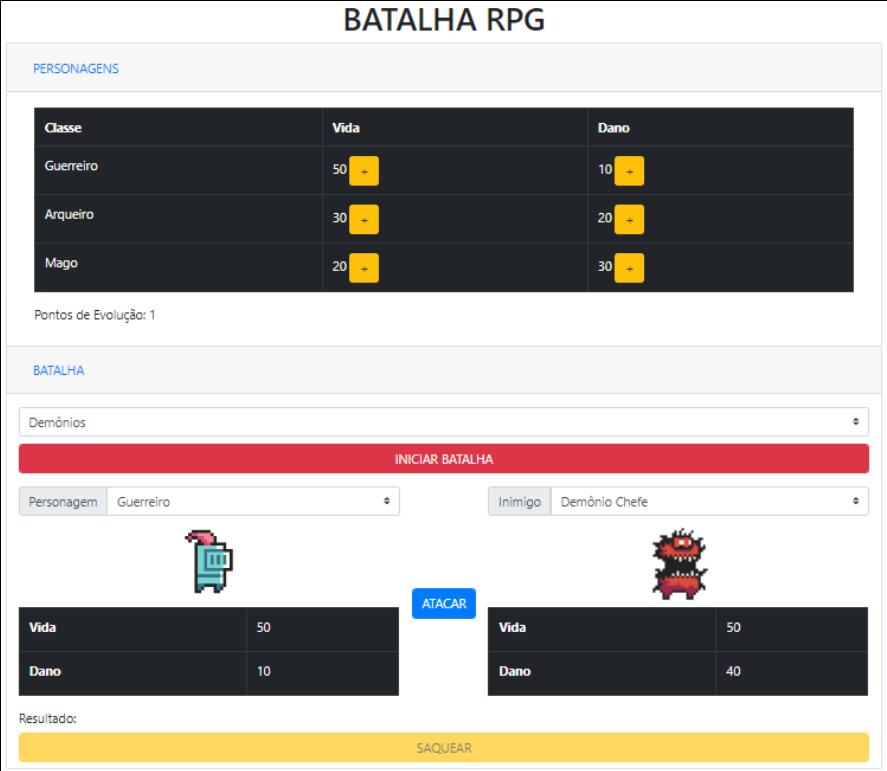 BATALHA RPG
PERSONAGENS
Classe Vida Dano
Guerreiro 50 + 10 +
Arqueiro 30 + 20 +
Mago 20 + 30 +
Pontos de Evolução: 1
BATALHA
Demônios
INICIAR BATALHA
Personagem Guerreiro Inimigo Demônio Chefe
ATACAR
Vida 50 Vida 50
Dano 10 Dano 40
Resultado:
SAQUEAR